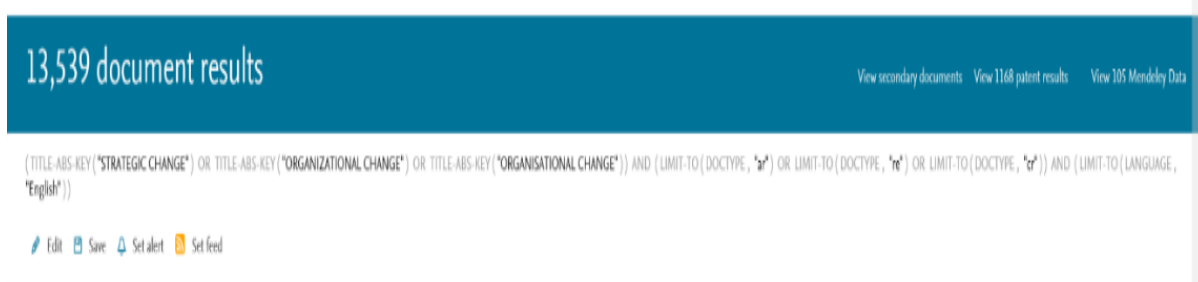 13,539 document results
View secondary documents View 1168 patent results View 105 Mendeley Data
(TITLE-ABS-KEY("STRATEGIC CHANGE") OR TITLE-ABS-KEY("ORGANIZATIONAL CHANGE") OR TITLE-ABS-KEY("ORGANISATIONAL CHANGE")) AND (LIMIT-TO(DOCTYPE, "ar") OR LIMIT-TO(DOCTYPE, "re") OR LIMIT-TO(DOCTYPE, "cr")) AND (LIMIT-TO(LANGUAGE,
"English"))
Edit Save Set alert Set feed